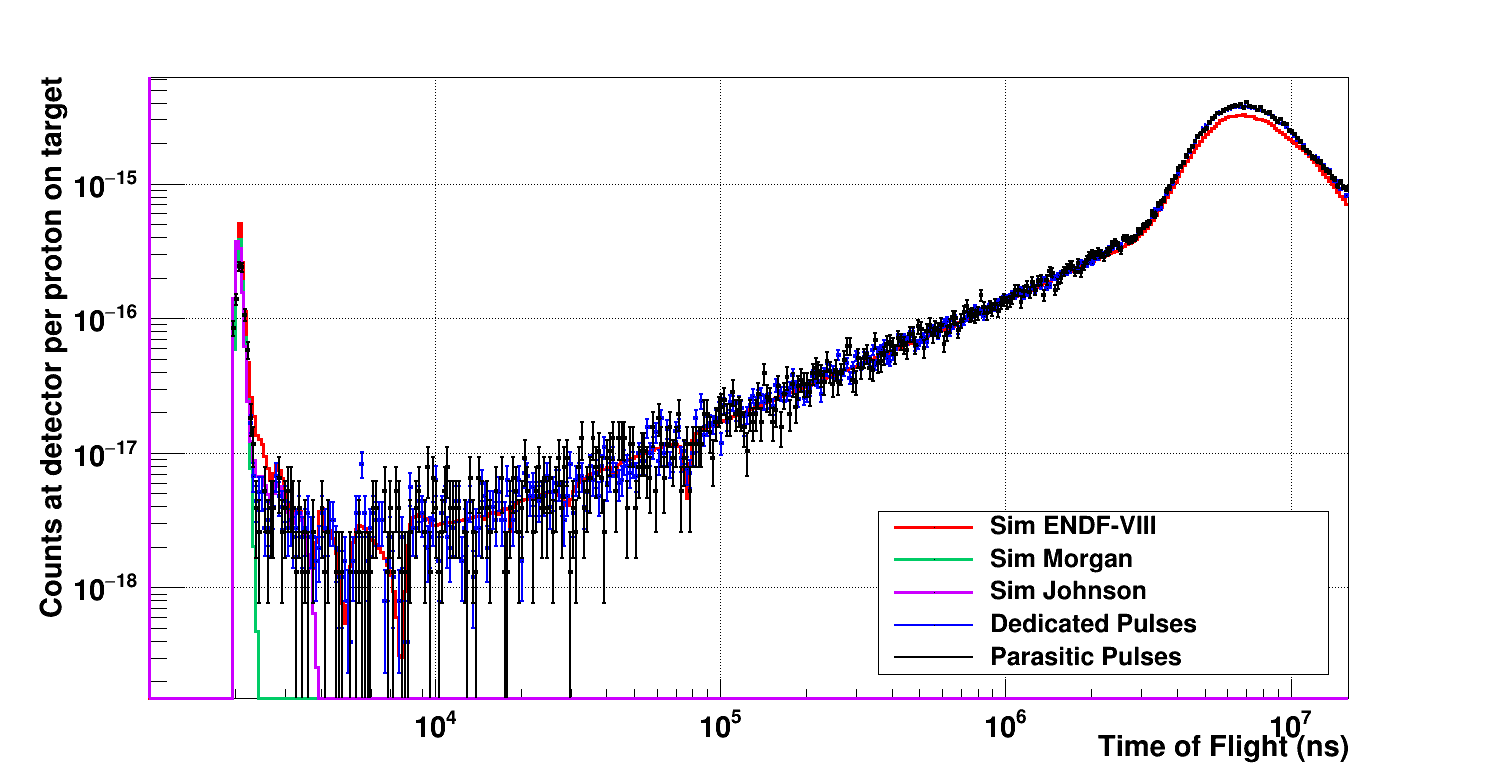 Counts at detector per proton on target
10⁻¹⁵
10⁻¹⁶
10⁻¹⁷
10⁻¹⁸
Sim ENDF-VIII
Sim Morgan
Sim Johnson
Dedicated Pulses
Parasitic Pulses
10⁴ 10⁵ 10⁶ 10⁷
Time of Flight (ns)